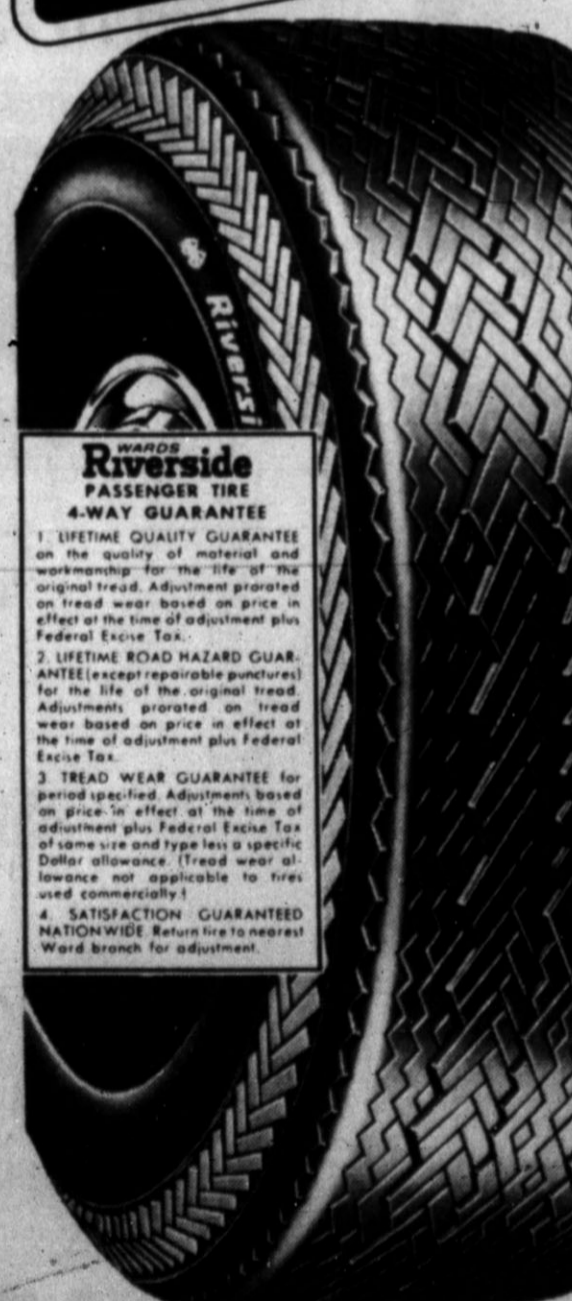 Riversi
WARDS
Riverside
PASSENGER TIRE
4-WAY GUARANTEE
1. LIFETIME QUALITY GUARANTEE
on the quality of material and
workmanship for the life of the
original tread. Adjustment prorated
on tread wear based on price in
effect at the time of adjustment plus
Federal Excise Tax.
2. LIFETIME ROAD HAZARD GUAR-
ANTEE (except repairable punctures)
for the life of the original tread.
Adjustments prorated on tread
wear based on price in effect at
the time of adjustment plus Federal
Excise Tax.
3. TREAD WEAR GUARANTEE for
period specified. Adjustments based
on price in effect at the time of
adjustment plus Federal Excise Tax
of same size and type less a specific
Dollar allowance. (Tread wear al-
lowance not applicable to tires
used commercially.)
4. SATISFACTION GUARANTEED
NATIONWIDE. Return tire to nearest
Ward branch for adjustment.